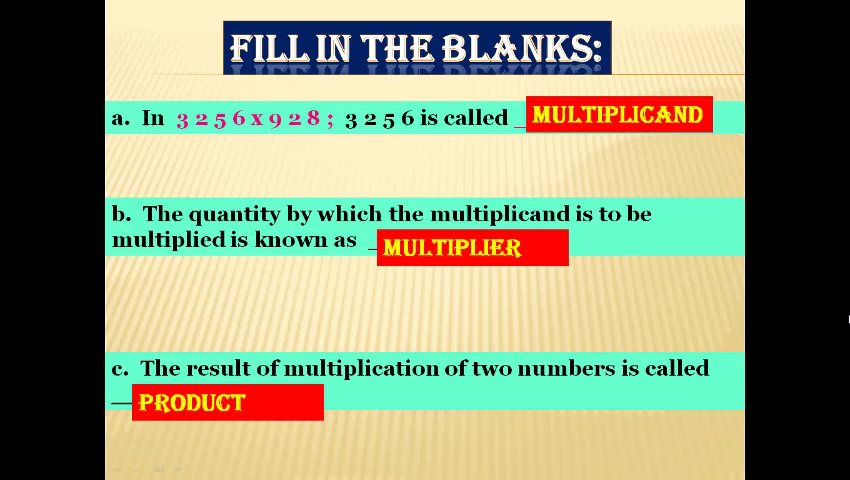 FILL IN THE BLANKS:
a. In 3 2 5 6 x 9 2 8 ; 3 2 5 6 is called _ MULTIPLICAND
b. The quantity by which the multiplicand is to be
multiplied is known as _ MULTIPLIER
c. The result of multiplication of two numbers is called
— PRODUCT